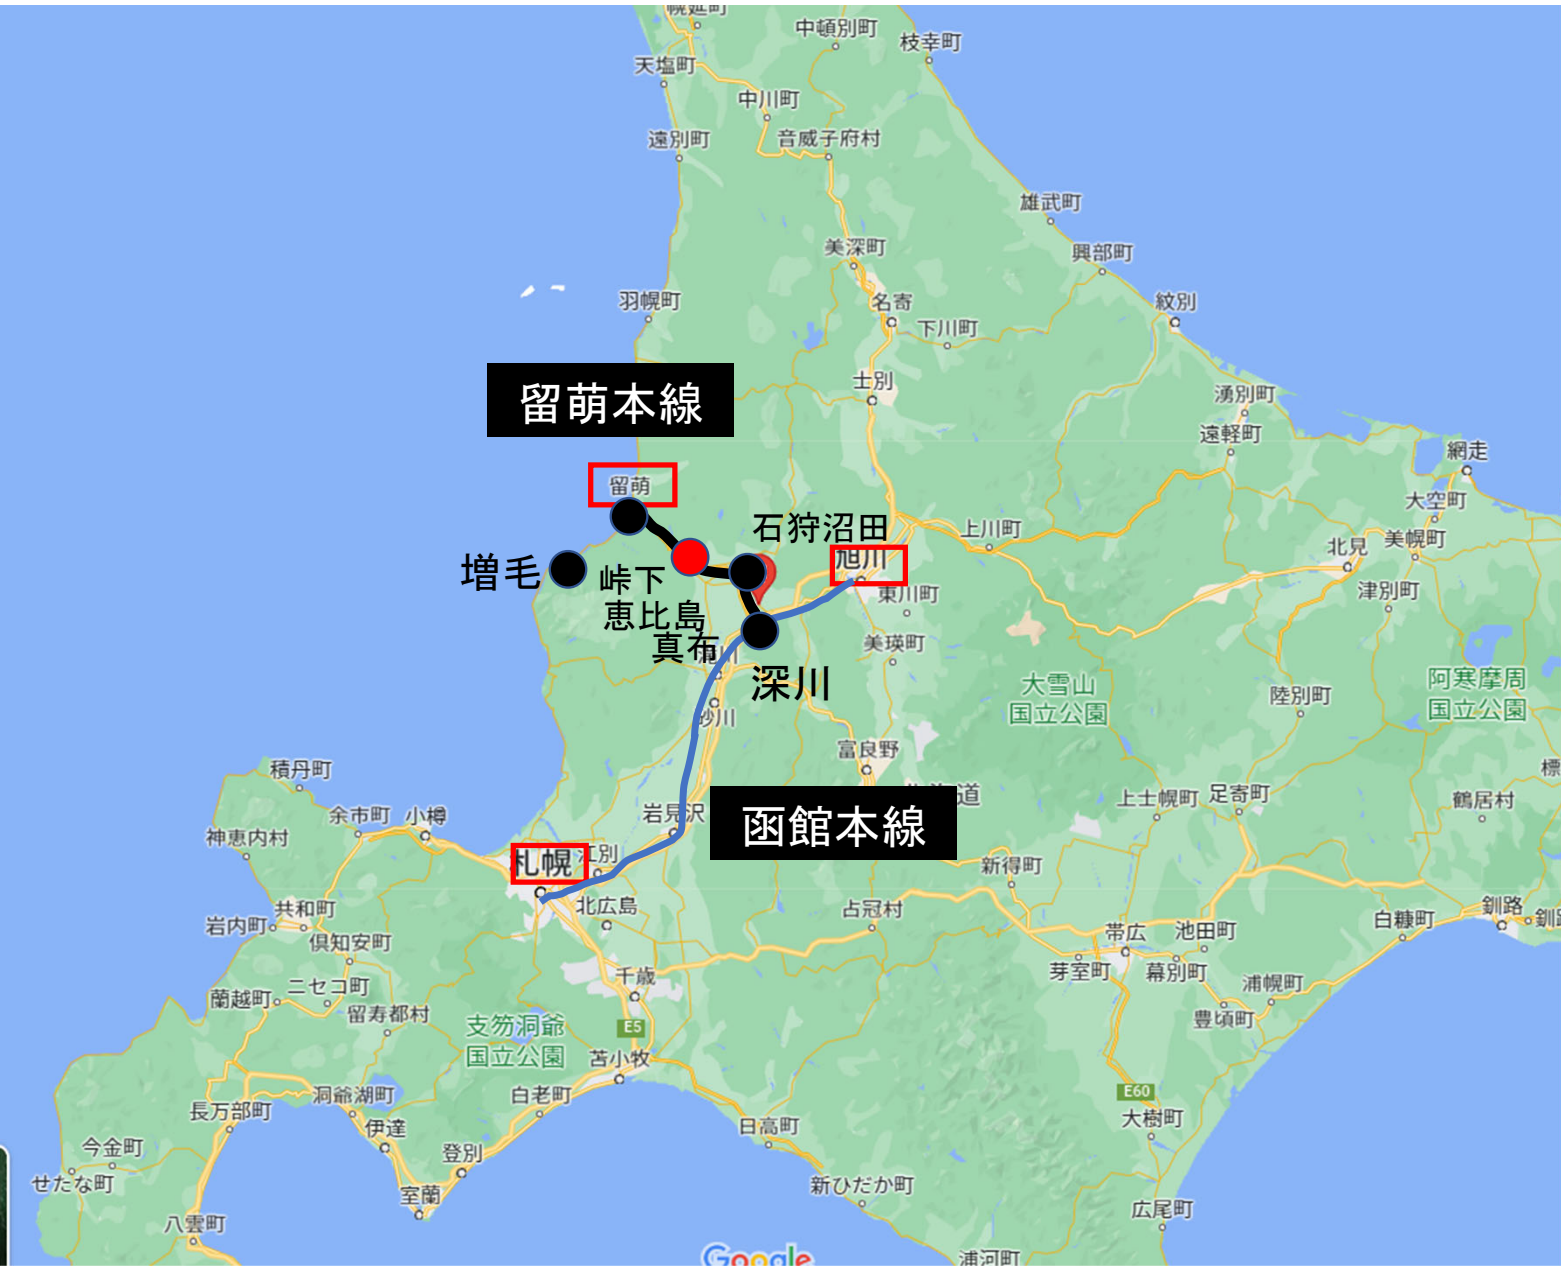 幌延町
中頓別町
枝幸町
天塩町
中川町
遠別町
音威子府村
雄武町
美深町
興部町
羽幌町
名寄
紋別
下川町
士別
留萌本線
湧別町
遠軽町
網走
留萌
大空町
石狩沼田
上川町
北見
美幌町
旭川
増毛
峠下
東川町
津別町
恵比島
真布
滝川
美瑛町
深川
大雪山
国立公園
阿寒摩周
国立公園
陸別町
砂川
富良野
積丹町
標
道
上士幌町
足寄町
鶴居村
余市町
小樽
岩見沢
函館本線
神恵内村
札幌
江別
新得町
共和町
北広島
占冠村
白糠町
釧路
釧路
岩内町
倶知安町
帯広
池田町
芽室町
幕別町
千歳
浦幌町
ニセコ町
蘭越町
留寿都村
支笏洞爺
国立公園
E5
豊頃町
苫小牧
洞爺湖町
白老町
E60
長万部町
伊達
日高町
大樹町
今金町
登別
せたな町
室蘭
新ひだか町
広尾町
八雲町
Google
浦河町